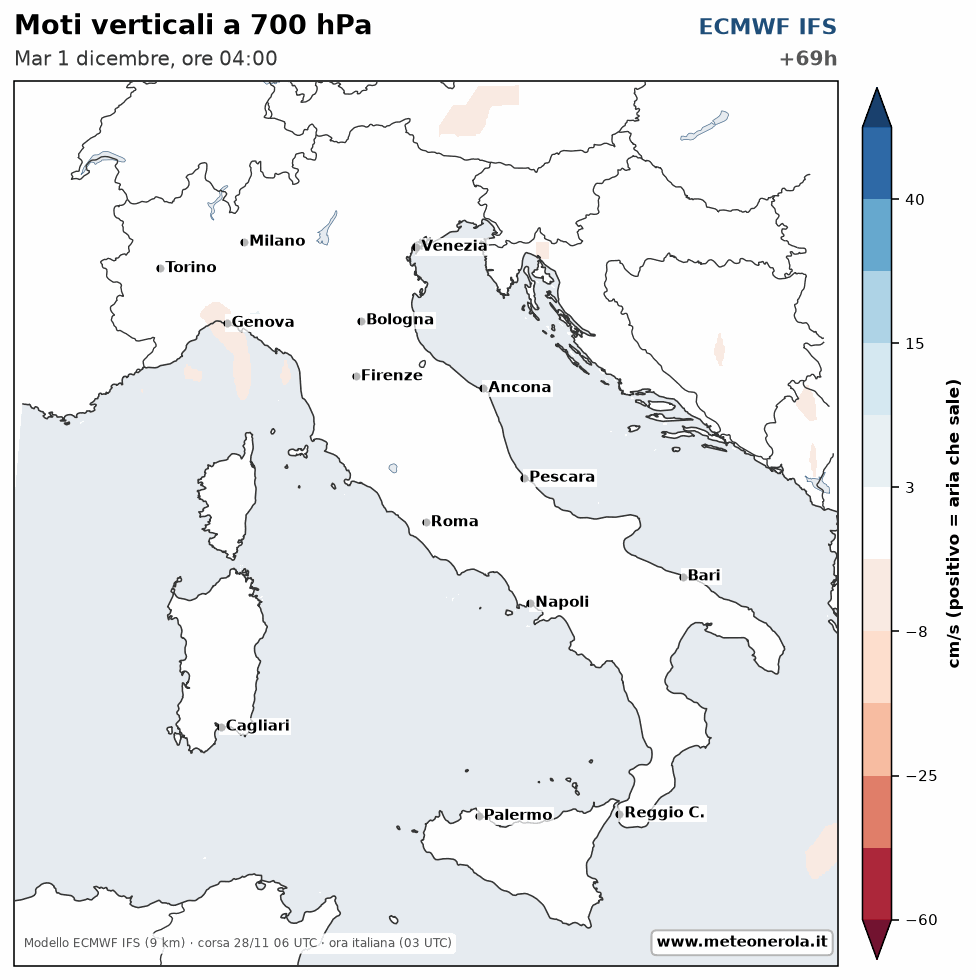 Moti verticali a 700 hPa
ECMWF IFS
Mar 1 dicembre, ore 04:00
+69h
40
15
3
−8
−25
−60
cm/s (positivo = aria che sale)
Milano
Venezia
Torino
Genova
Bologna
Firenze
Ancona
Pescara
Roma
Bari
Napoli
Cagliari
Palermo
Reggio C.
Modello ECMWF IFS (9 km) · corsa 28/11 06 UTC · ora italiana (03 UTC)
www.meteonerola.it